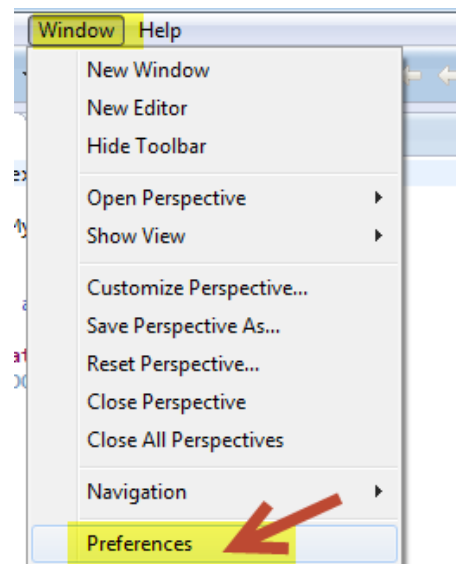 Window Help
New Window
New Editor
Hide Toolbar
Open Perspective
Show View
Customize Perspective...
Save Perspective As...
Reset Perspective...
Close Perspective
Close All Perspectives
Navigation
Preferences